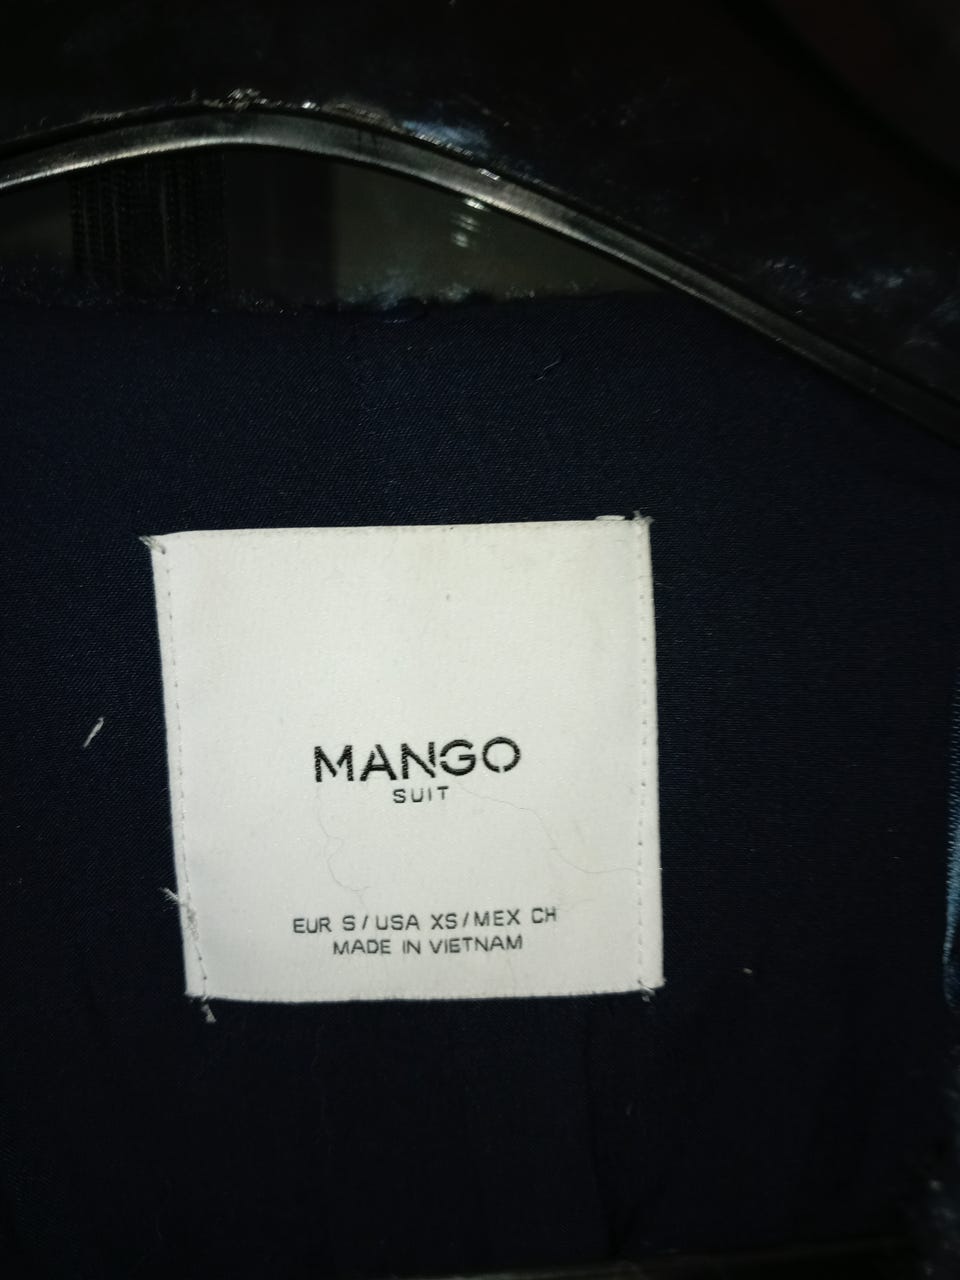 MANGO
SUIT
EUR S/USA XS/MEX CH
MADE IN VIETNAM